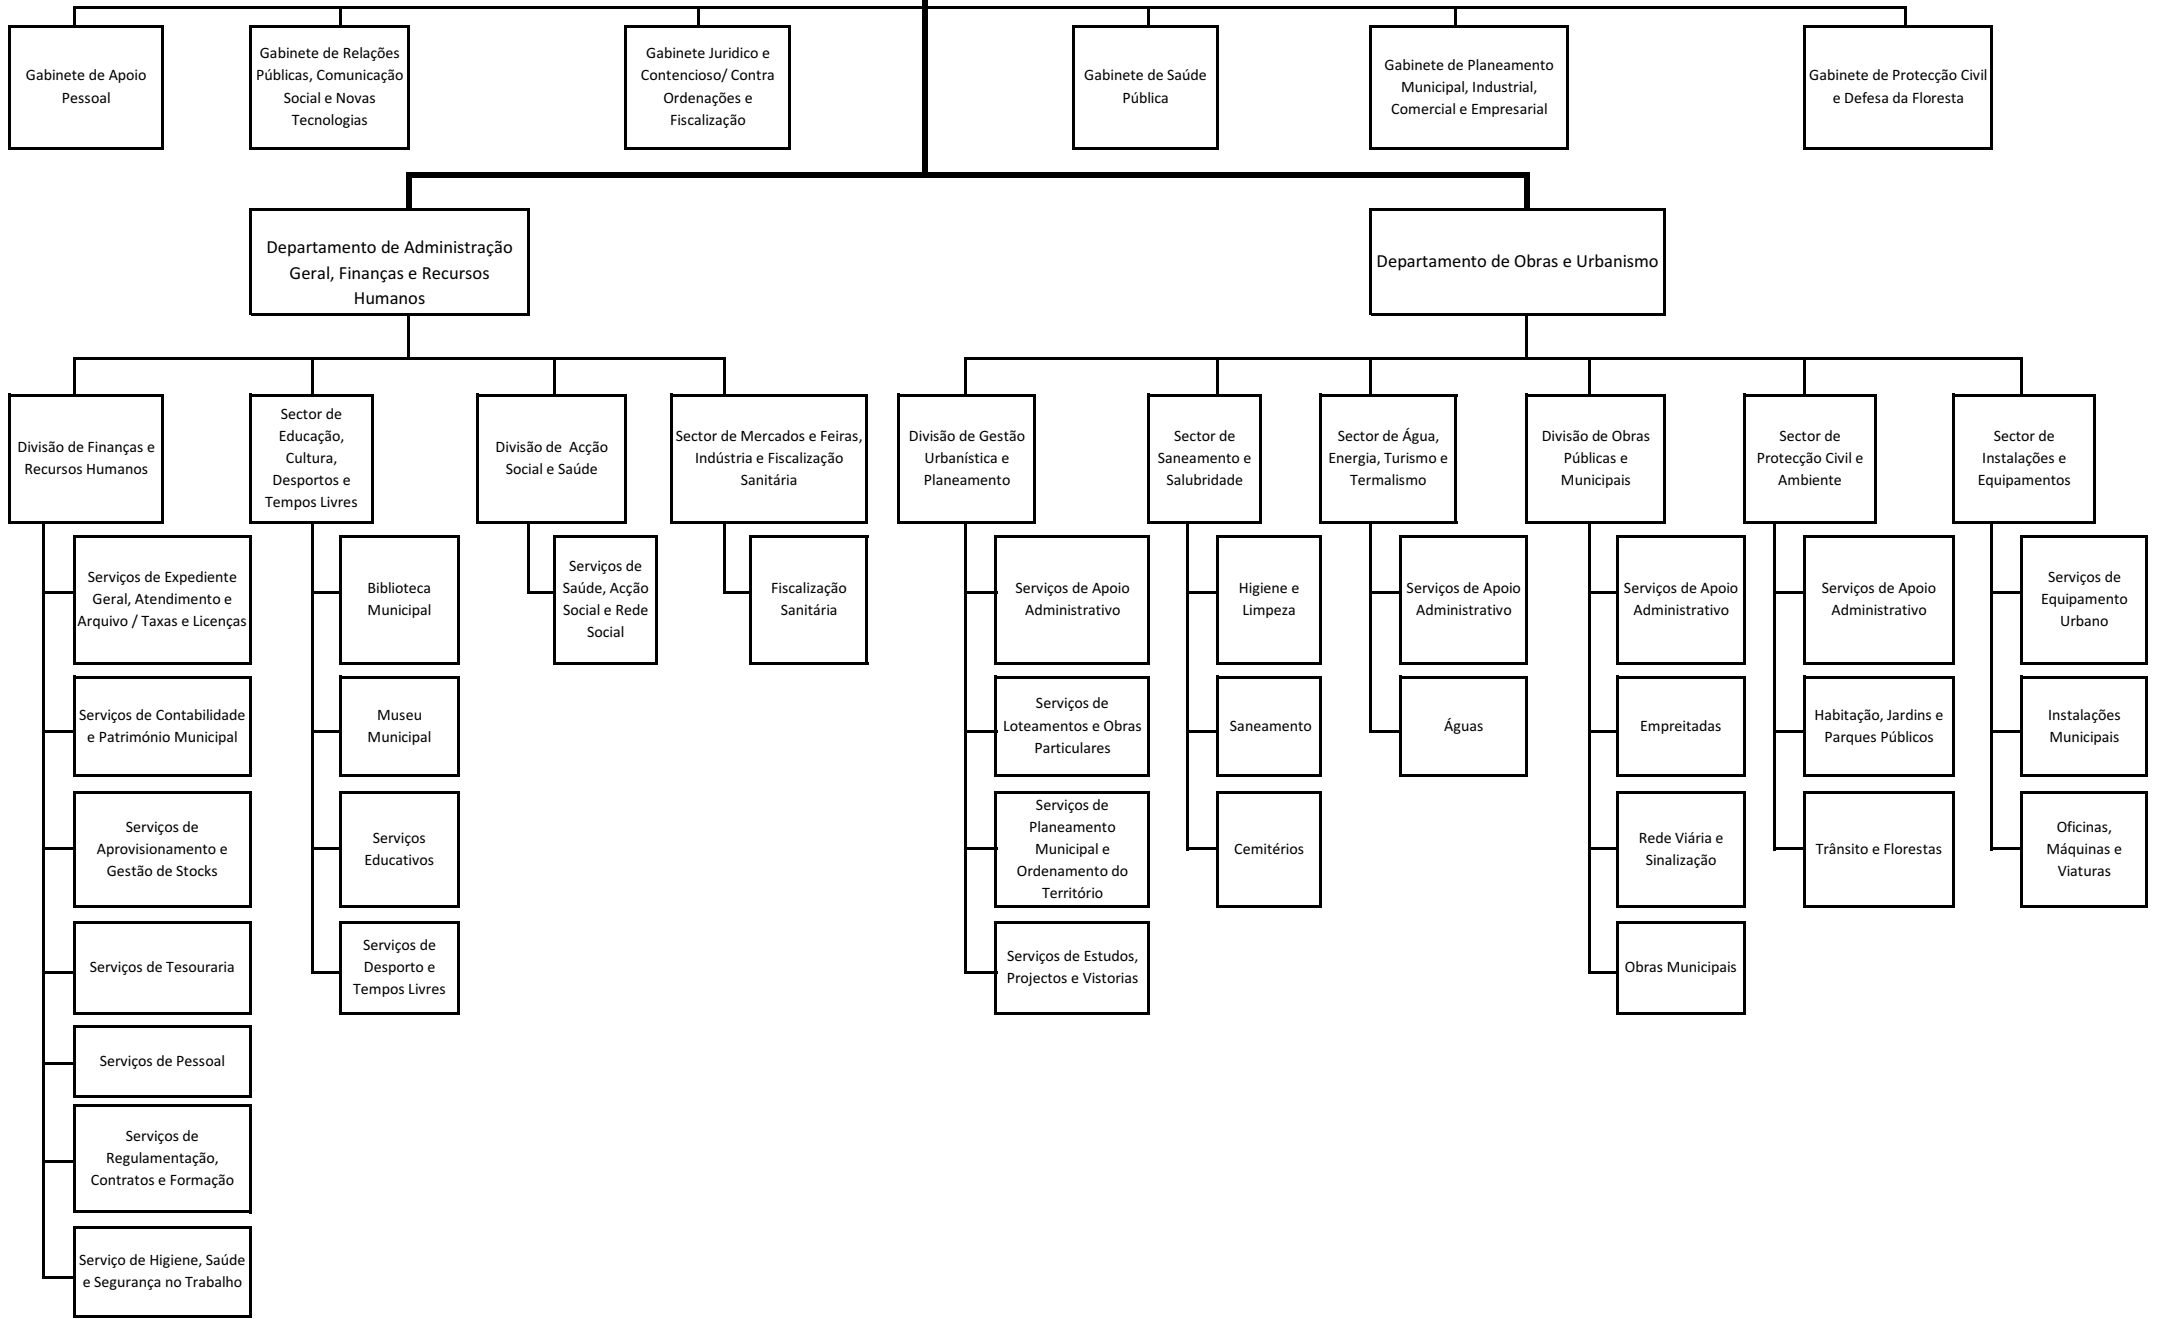 Gabinete de Apoio
Pessoal
Gabinete de Relações
Públicas, Comunicação
Social e Novas
Tecnologias
Gabinete Juridico e
Contencioso/ Contra
Ordenações e
Fiscalização
Gabinete de Saúde
Pública
Gabinete de Planeamento
Municipal, Industrial,
Comercial e Empresarial
Gabinete de Protecção Civil
e Defesa da Floresta
Departamento de Administração
Geral, Finanças e Recursos
Humanos
Departamento de Obras e Urbanismo
Divisão de Finanças e
Recursos Humanos
Sector de
Educação,
Cultura,
Desportos e
Tempos Livres
Divisão de Acção
Social e Saúde
Sector de Mercados e Feiras,
Indústria e Fiscalização
Sanitária
Divisão de Gestão
Urbanística e
Planeamento
Sector de
Saneamento e
Salubridade
Sector de Água,
Energia, Turismo e
Termalismo
Divisão de Obras
Públicas e
Municipais
Sector de
Protecção Civil e
Ambiente
Sector de
Instalações e
Equipamentos
Serviços de Expediente
Geral, Atendimento e
Arquivo / Taxas e Licenças
Biblioteca
Municipal
Serviços de
Saúde, Acção
Social e Rede
Social
Fiscalização
Sanitária
Serviços de Apoio
Administrativo
Higiene e
Limpeza
Serviços de Apoio
Administrativo
Serviços de Apoio
Administrativo
Serviços de Apoio
Administrativo
Serviços de
Equipamento
Urbano
Serviços de Contabilidade
e Património Municipal
Museu
Municipal
Serviços de
Loteamentos e Obras
Particulares
Saneamento
Águas
Empreitadas
Habitação, Jardins e
Parques Públicos
Instalações
Municipais
Serviços de
Aprovisionamento e
Gestão de Stocks
Serviços
Educativos
Serviços de
Planeamento
Municipal e
Ordenamento do
Território
Cemitérios
Rede Viária e
Sinalização
Trânsito e Florestas
Oficinas,
Máquinas e
Viaturas
Serviços de Tesouraria
Serviços de
Desporto e
Tempos Livres
Serviços de Estudos,
Projectos e Vistorias
Obras Municipais
Serviços de Pessoal
Serviços de
Regulamentação,
Contratos e Formação
Serviço de Higiene, Saúde
e Segurança no Trabalho